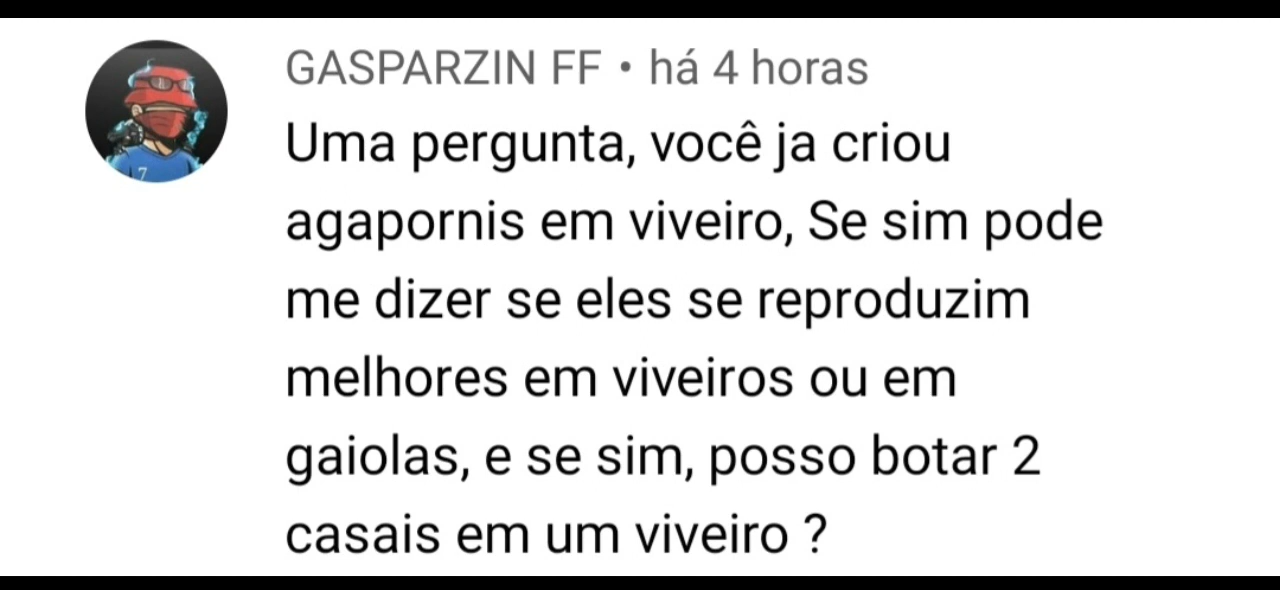 GASPARZIN FF • há 4 horas
Uma pergunta, você ja criou
agapornis em viveiro, Se sim pode
me dizer se eles se reproduzim
melhores em viveiros ou em
gaiolas, e se sim, posso botar 2
casais em um viveiro ?
7